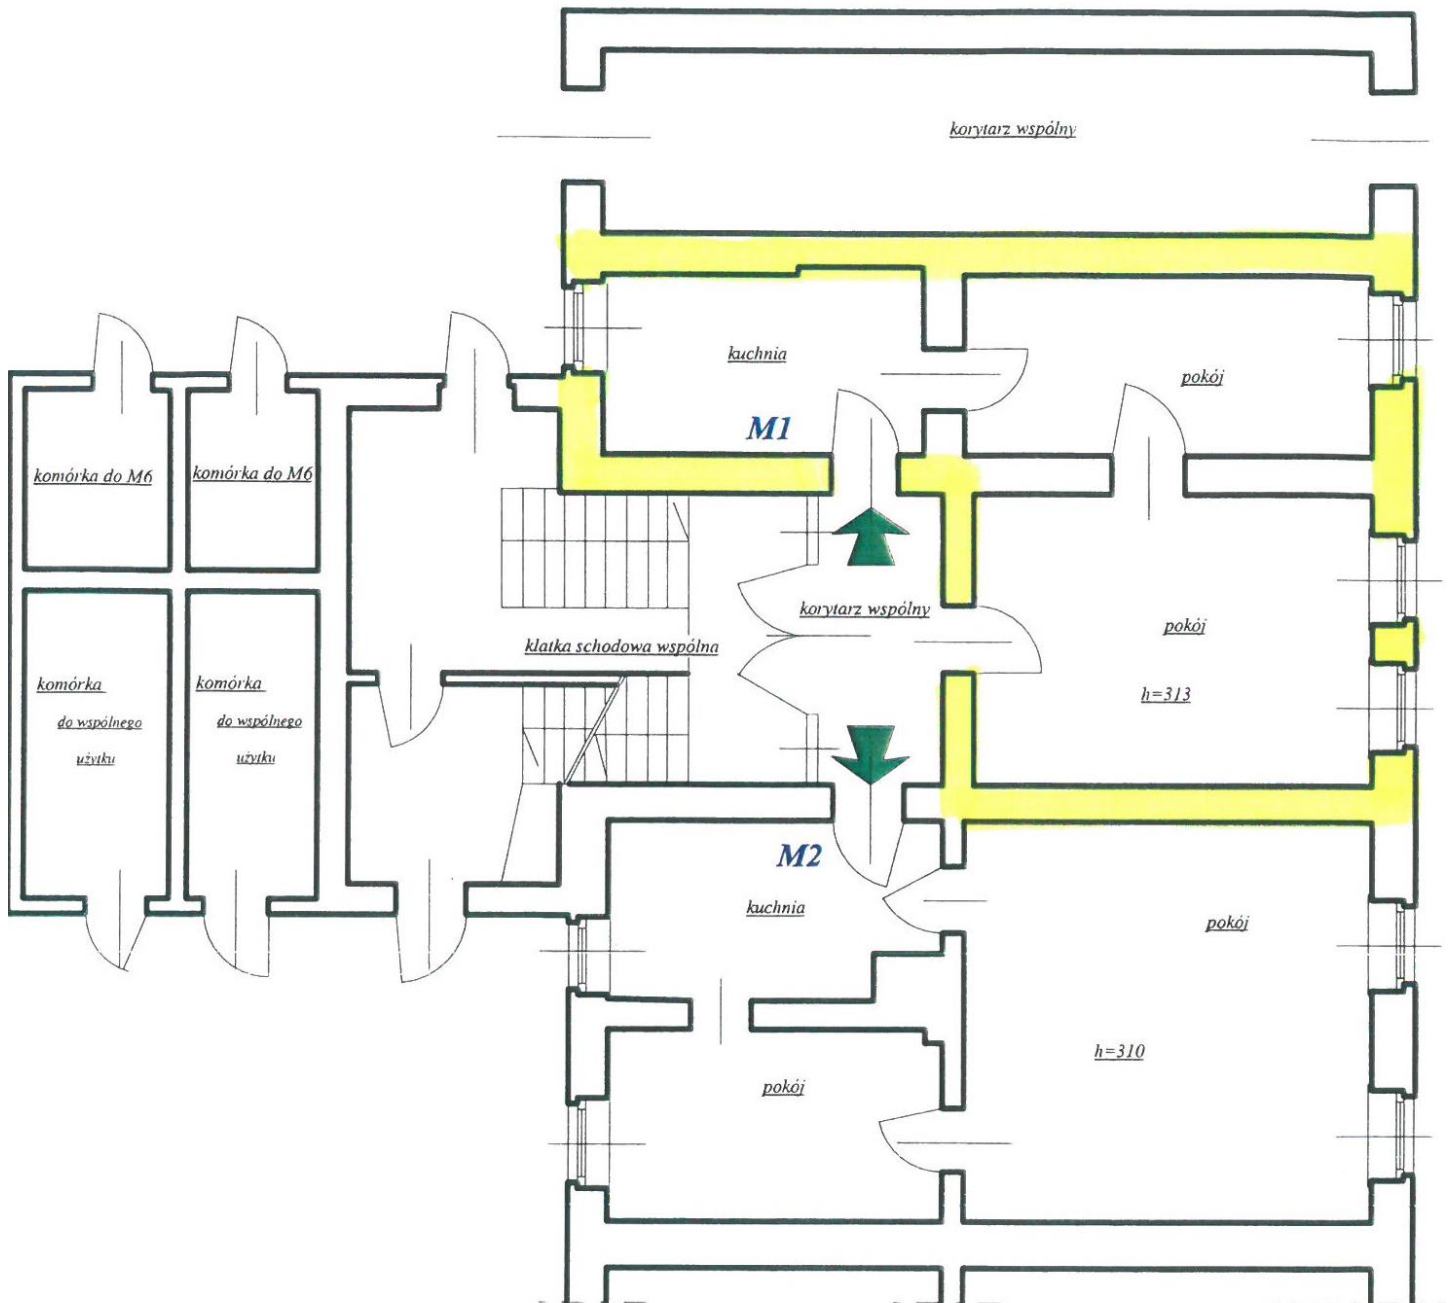 korytarz wspólny
kuchnia
pokój
M1
komórka do M6
komórka do M6
korytarz wspólny
pokój
klatka schodowa wspólna
h=313
komórka
do wspólnego
użytku
komórka
do wspólnego
użytku
M2
kuchnia
pokój
h=310
pokój